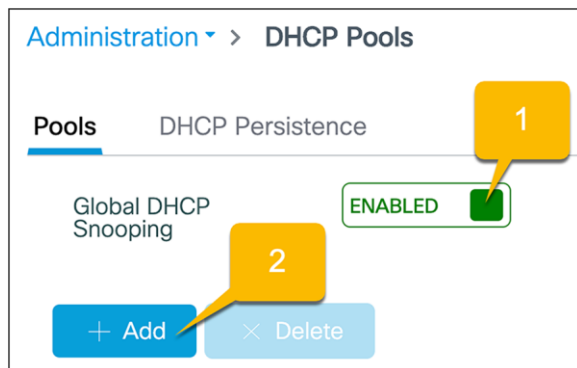 Administration > DHCP Pools
Pools DHCP Persistence
1
Global DHCP
Snooping
ENABLED
2
+ Add × Delete